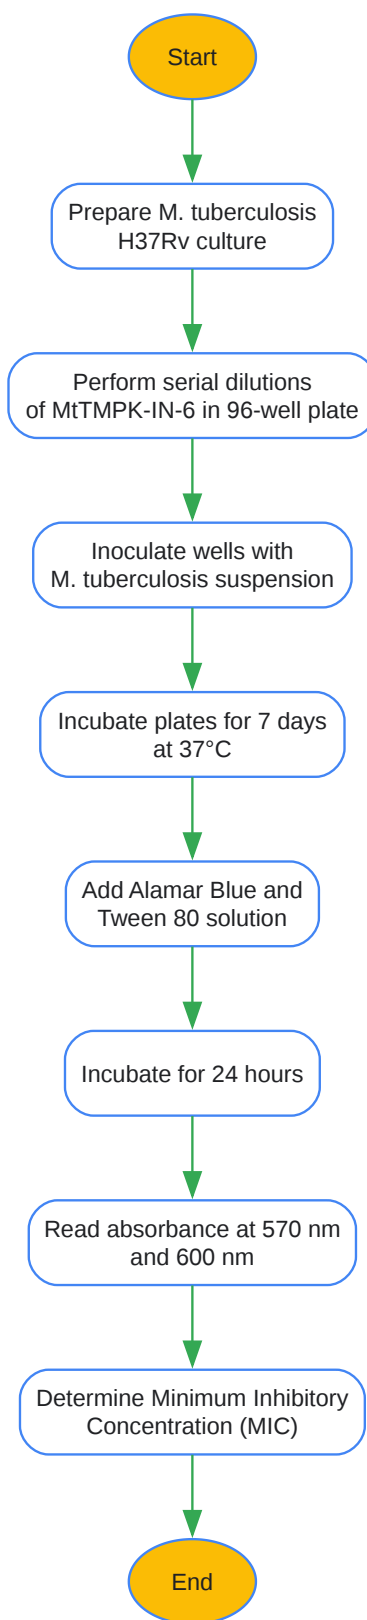 Start
Prepare M. tuberculosis
H37Rv culture
Perform serial dilutions
of MtTMPK-IN-6 in 96-well plate
Inoculate wells with
M. tuberculosis suspension
Incubate plates for 7 days
at 37°C
Add Alamar Blue and
Tween 80 solution
Incubate for 24 hours
Read absorbance at 570 nm
and 600 nm
Determine Minimum Inhibitory
Concentration (MIC)
End